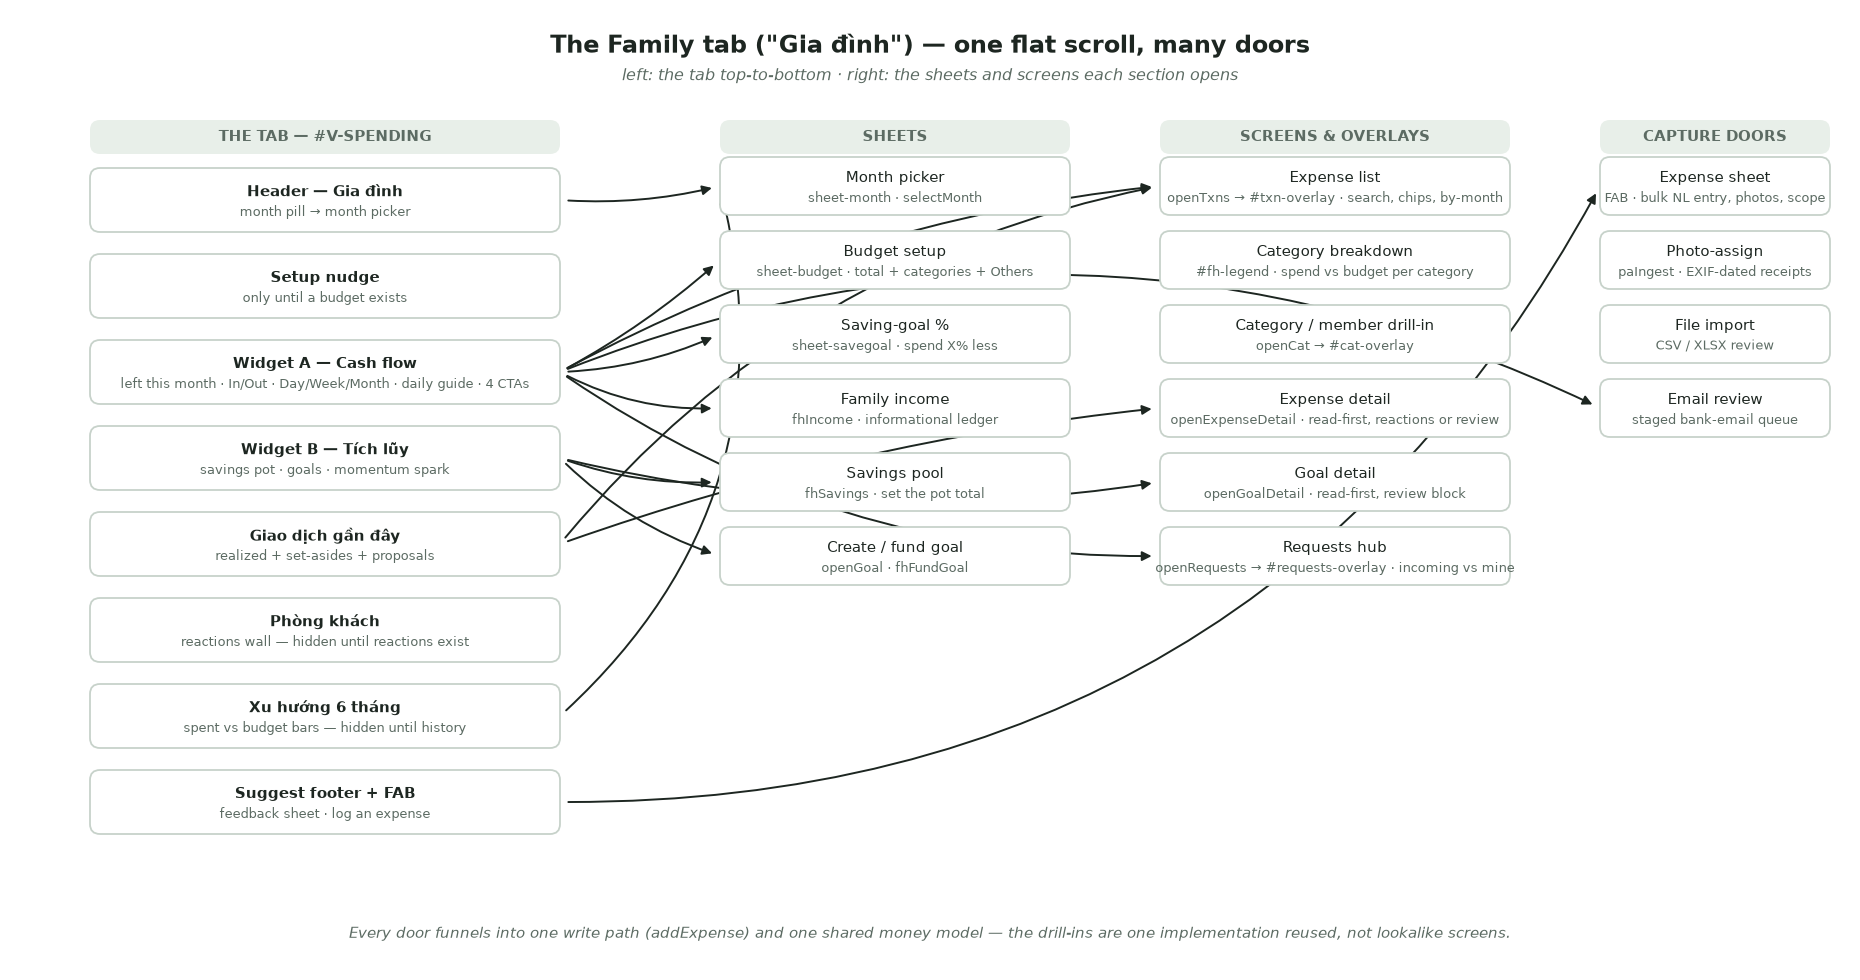 The Family tab ("Gia đình") — one flat scroll, many doors
left: the tab top-to-bottom · right: the sheets and screens each section opens
THE TAB — #V-SPENDING
Header — Gia đình
month pill → month picker
Setup nudge
only until a budget exists
Widget A — Cash flow
left this month · In/Out · Day/Week/Month · daily guide · 4 CTAs
Widget B — Tích lũy
savings pot · goals · momentum spark
Giao dịch gần đây
realized + set-asides + proposals
Phòng khách
reactions wall — hidden until reactions exist
Xu hướng 6 tháng
spent vs budget bars — hidden until history
Suggest footer + FAB
feedback sheet · log an expense
SHEETS
Month picker
sheet-month · selectMonth
Budget setup
sheet-budget · total + categories + Others
Saving-goal %
sheet-savegoal · spend X% less
Family income
fhIncome · informational ledger
Savings pool
fhSavings · set the pot total
Create / fund goal
openGoal · fhFundGoal
SCREENS & OVERLAYS
Expense list
openTxns → #txn-overlay · search, chips, by-month
Category breakdown
#fh-legend · spend vs budget per category
Category / member drill-in
openCat → #cat-overlay
Expense detail
openExpenseDetail · read-first, reactions or review
Goal detail
openGoalDetail · read-first, review block
Requests hub
openRequests → #requests-overlay · incoming vs mine
CAPTURE DOORS
Expense sheet
FAB · bulk NL entry, photos, scope
Photo-assign
paIngest · EXIF-dated receipts
File import
CSV / XLSX review
Email review
staged bank-email queue
Every door funnels into one write path (addExpense) and one shared money model — the drill-ins are one implementation reused, not lookalike screens.